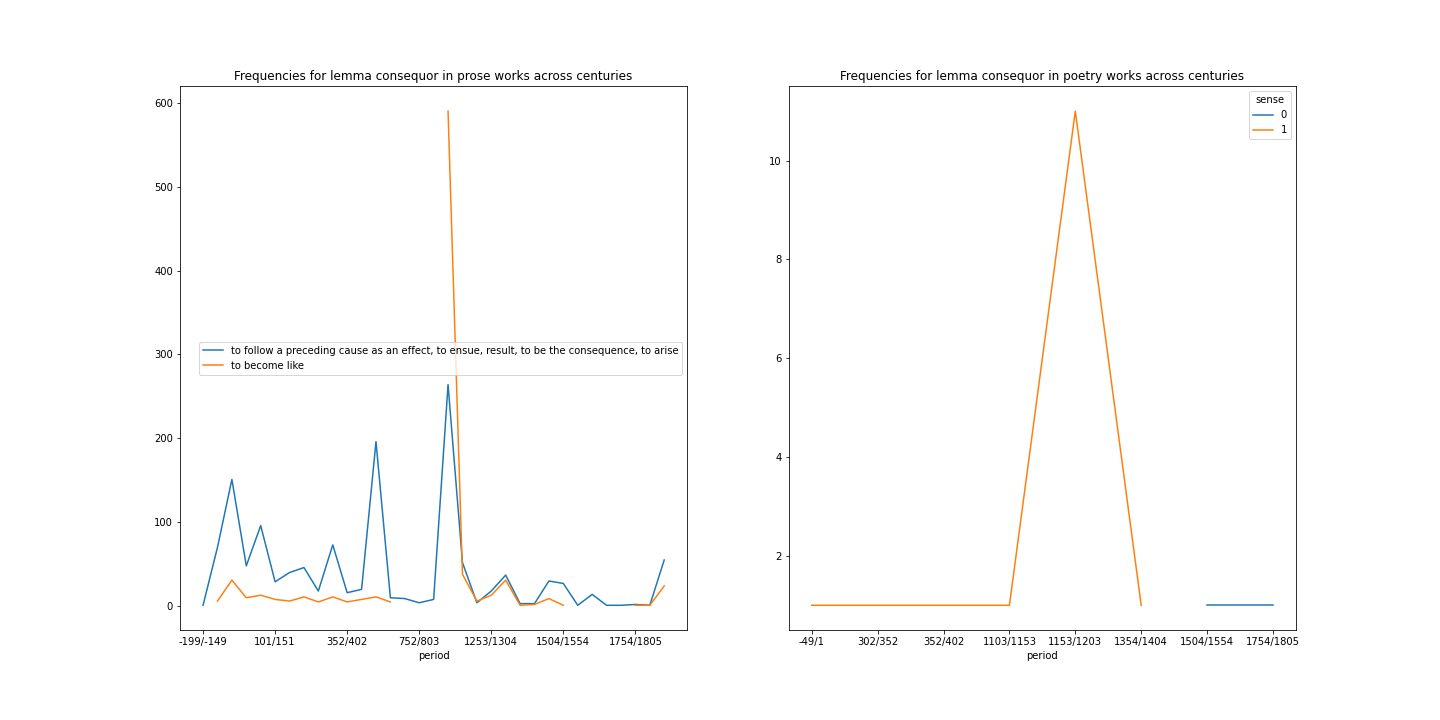 Frequencies for lemma consequor in prose works across centuries
600
500
400
300
200
100
0
to follow a preceding cause as an effect, to ensue, result, to be the consequence, to arise
to become like
-199/-149 101/151 352/402 752/803 1253/1304 1504/1554 1754/1805
period
Frequencies for lemma consequor in poetry works across centuries
sense
0
1
10
8
6
4
2
-49/1 302/352 352/402 1103/1153 1153/1203 1354/1404 1504/1554 1754/1805
period